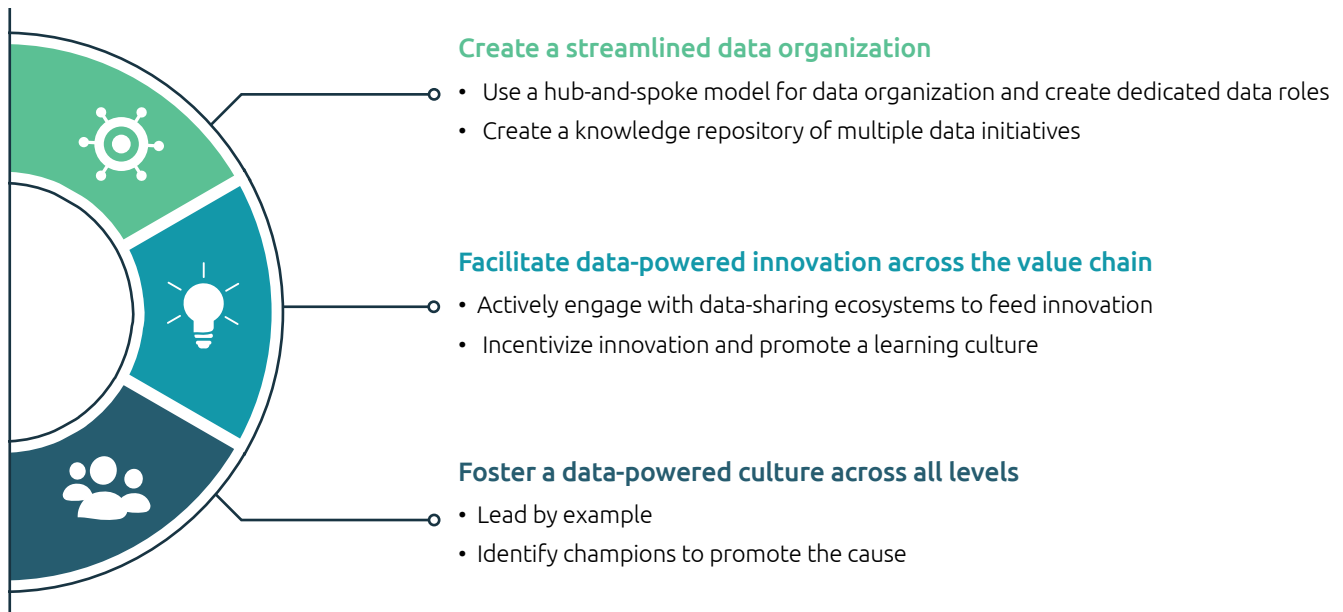 Create a streamlined data organization
• Use a hub-and-spoke model for data organization and create dedicated data roles
• Create a knowledge repository of multiple data initiatives
Facilitate data-powered innovation across the value chain
• Actively engage with data-sharing ecosystems to feed innovation
• Incentivize innovation and promote a learning culture
Foster a data-powered culture across all levels
• Lead by example
• Identify champions to promote the cause